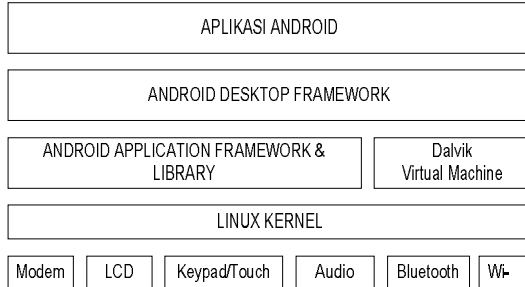 APLIKASI ANDROID
ANDROID DESKTOP FRAMEWORK
ANDROID APPLICATION FRAMEWORK &
LIBRARY
Dalvik
Virtual Machine
LINUX KERNEL
Modem
LCD
Keypad/Touch
Audio
Bluetooth
Wi-